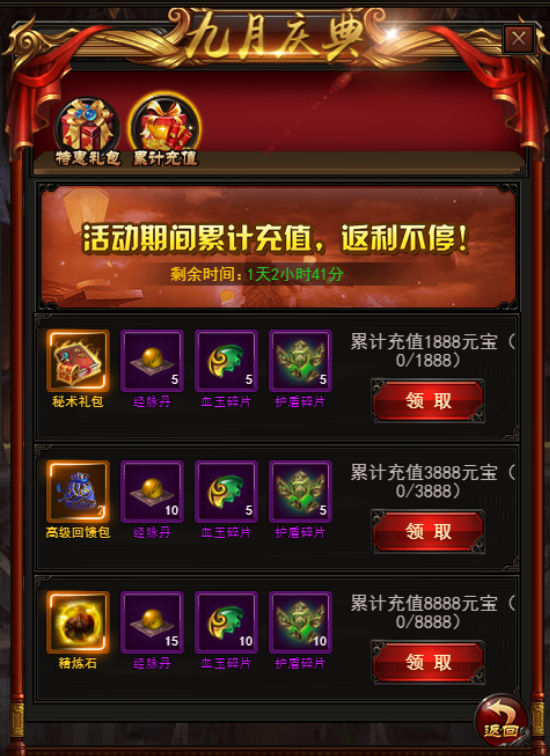 九月庆典
特惠礼包 累计充值
活动期间累计充值，返利不停！
剩余时间：1天2小时41分
累计充值1888元宝（
0/1888）
5 5 5
秘术礼包 经脉丹 血玉碎片 护盾碎片
领 取
累计充值3888元宝（
0/3888）
3 10 5 5
高级回馈包 经脉丹 血玉碎片 护盾碎片
领 取
累计充值8888元宝（
0/8888）
15 10 10
精炼石 经脉丹 血玉碎片 护盾碎片
领 取
返回